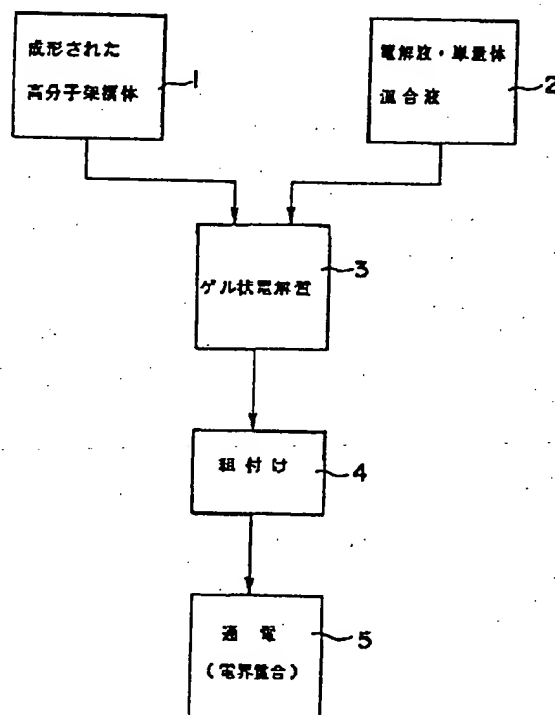 成形された
高分子架橋体
1
電解液・単量体
混合液
2
ゲル状電解質
3
組付け
4
通電
(電界重合)
5